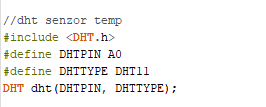 //dht senzor temp
#include <DHT.h>
#define DHTPIN A0
#define DHTTYPE DHT11
DHT dht(DHTPIN, DHTTYPE);